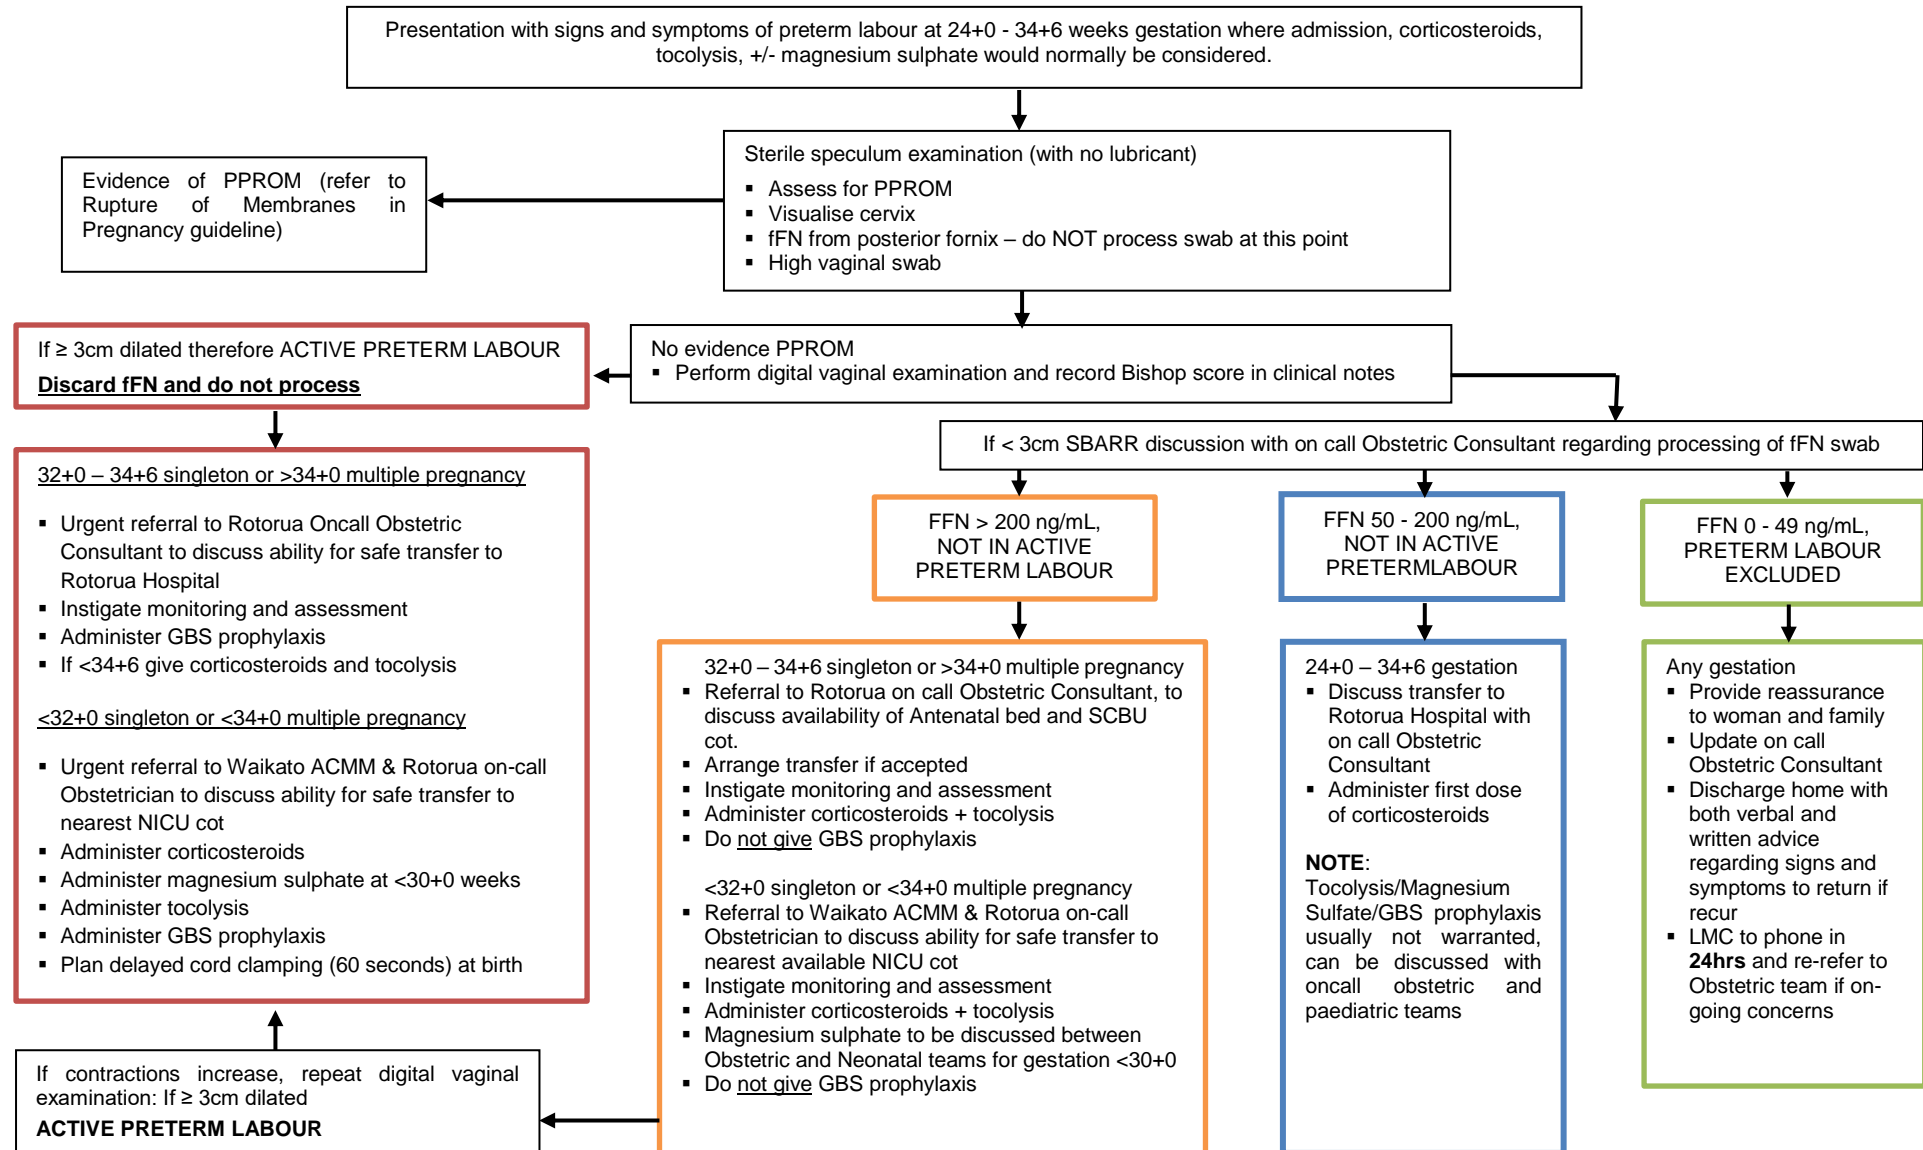 Presentation with signs and symptoms of preterm labour at 24+0 - 34+6 weeks gestation where admission, corticosteroids,
tocolysis, +/- magnesium sulphate would normally be considered.
Sterile speculum examination (with no lubricant)
▪ Assess for PPROM
▪ Visualise cervix
▪ fFN from posterior fornix – do NOT process swab at this point
▪ High vaginal swab
Evidence of PPROM (refer to
Rupture of Membranes in
Pregnancy guideline)
No evidence PPROM
▪ Perform digital vaginal examination and record Bishop score in clinical notes
If ≥ 3cm dilated therefore ACTIVE PRETERM LABOUR
Discard fFN and do not process
32+0 – 34+6 singleton or >34+0 multiple pregnancy
▪ Urgent referral to Rotorua Oncall Obstetric
Consultant to discuss ability for safe transfer to
Rotorua Hospital
▪ Instigate monitoring and assessment
▪ Administer GBS prophylaxis
▪ If <34+6 give corticosteroids and tocolysis
<32+0 singleton or <34+0 multiple pregnancy
▪ Urgent referral to Waikato ACMM & Rotorua on-call
Obstetrician to discuss ability for safe transfer to
nearest NICU cot
▪ Administer corticosteroids
▪ Administer magnesium sulphate at <30+0 weeks
▪ Administer tocolysis
▪ Administer GBS prophylaxis
▪ Plan delayed cord clamping (60 seconds) at birth
If < 3cm SBARR discussion with on call Obstetric Consultant regarding processing of fFN swab
FFN > 200 ng/mL,
NOT IN ACTIVE
PRETERM LABOUR
32+0 – 34+6 singleton or >34+0 multiple pregnancy
▪ Referral to Rotorua on call Obstetric Consultant, to
discuss availability of Antenatal bed and SCBU
cot.
▪ Arrange transfer if accepted
▪ Instigate monitoring and assessment
▪ Administer corticosteroids + tocolysis
▪ Do not give GBS prophylaxis
<32+0 singleton or <34+0 multiple pregnancy
▪ Referral to Waikato ACMM & Rotorua on-call
Obstetrician to discuss ability for safe transfer to
nearest available NICU cot
▪ Instigate monitoring and assessment
▪ Administer corticosteroids + tocolysis
▪ Magnesium sulphate to be discussed between
Obstetric and Neonatal teams for gestation <30+0
▪ Do not give GBS prophylaxis
FFN 50 - 200 ng/mL,
NOT IN ACTIVE
PRETERMLABOUR
24+0 – 34+6 gestation
▪ Discuss transfer to
Rotorua Hospital with
on call Obstetric
Consultant
▪ Administer first dose
of corticosteroids
NOTE:
Tocolysis/Magnesium
Sulfate/GBS prophylaxis
usually not warranted,
can be discussed with
oncall obstetric and
paediatric teams
FFN 0 - 49 ng/mL,
PRETERM LABOUR
EXCLUDED
Any gestation
▪ Provide reassurance
to woman and family
▪ Update on call
Obstetric Consultant
▪ Discharge home with
both verbal and
written advice
regarding signs and
symptoms to return if
recur
▪ LMC to phone in
24hrs and re-refer to
Obstetric team if on-
going concerns
If contractions increase, repeat digital vaginal
examination: If ≥ 3cm dilated
ACTIVE PRETERM LABOUR